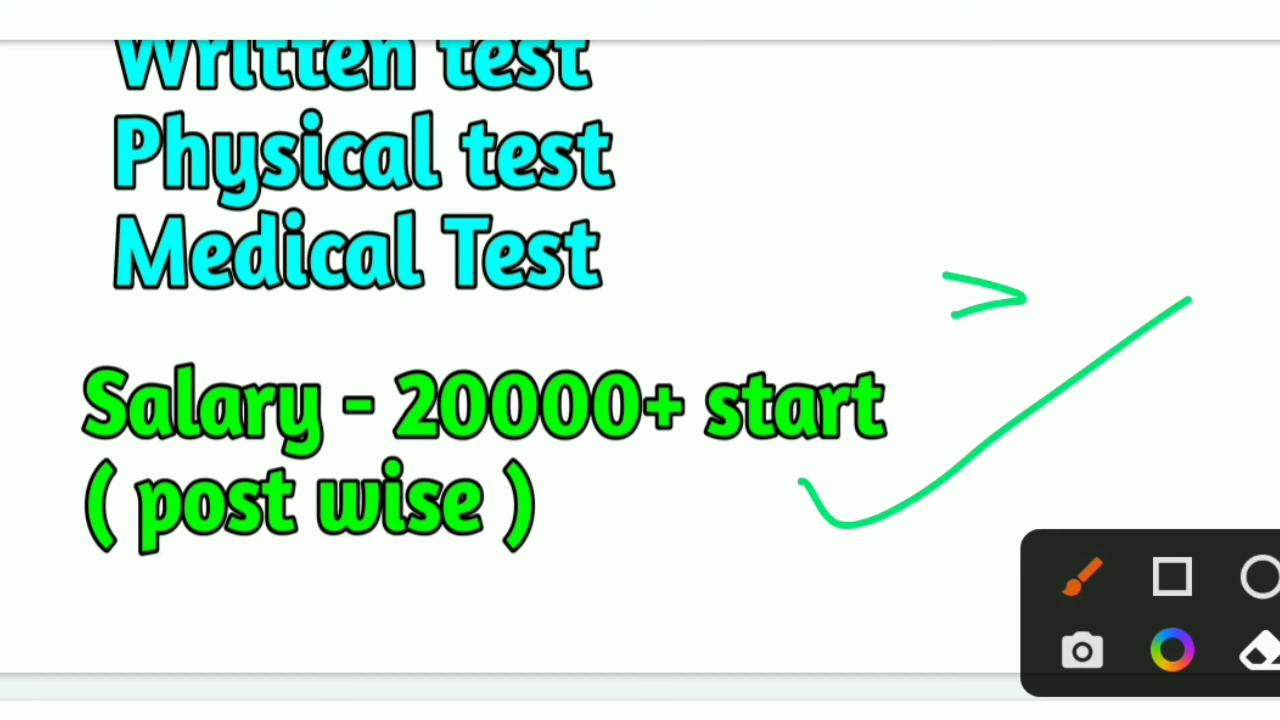 Written test
Physical test
Medical Test
Salary - 20000+ start
( post wise )